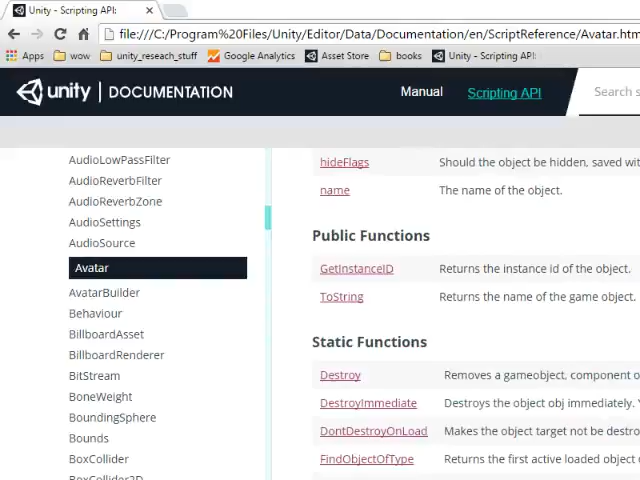 Unity - Scripting API:
file:///C:/Program%20Files/Unity/Editor/Data/Documentation/en/ScriptReference/Avatar.htm
Apps wow unity_reseach_stuff Google Analytics Asset Store books Unity - Scripting API:
unity DOCUMENTATION Manual Scripting API Search s
AudioLowPassFilter
AudioReverbFilter
AudioReverbZone
AudioSettings
AudioSource
Avatar
AvatarBuilder
Behaviour
BillboardAsset
BillboardRenderer
BitStream
BoneWeight
BoundingSphere
Bounds
BoxCollider
BoxCollider2D
hideFlags Should the object be hidden, saved wit
name The name of the object.
Public Functions
GetInstanceID Returns the instance id of the object.
ToString Returns the name of the game object.
Static Functions
Destroy Removes a gameobject, component o
DestroyImmediate Destroys the object obj immediately. Y
DontDestroyOnLoad Makes the object target not be destro
FindObjectOfType Returns the first active loaded object o